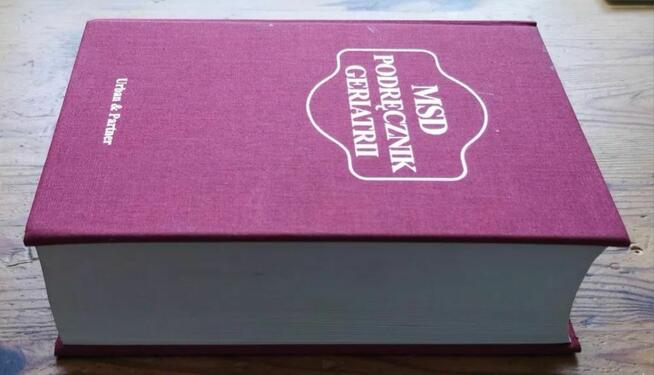 MSD
PODRĘCZNIK
GERIATRII
Urban & Partner